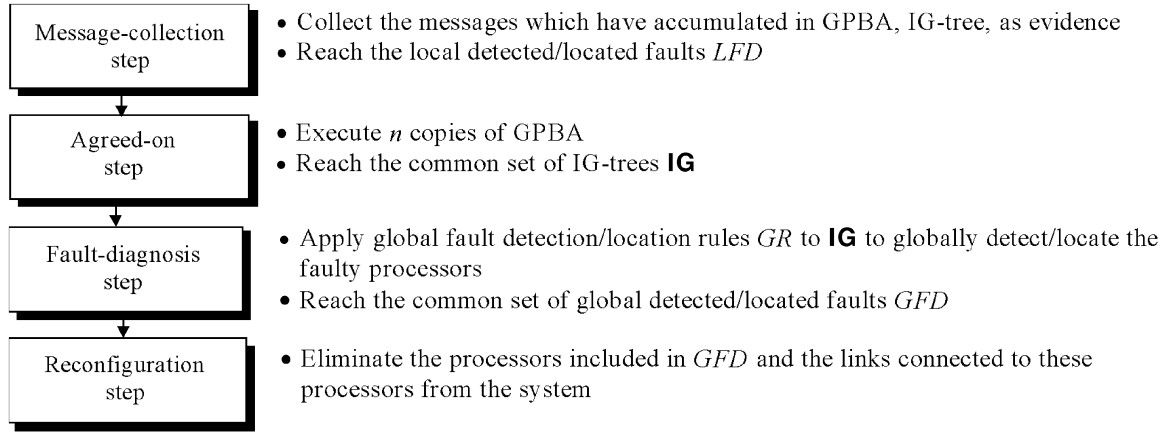 Message-collection
step
• Collect the messages which have accumulated in GPBA, IG-tree, as evidence
• Reach the local detected/located faults LFD
Agreed-on
step
• Execute n copies of GPBA
• Reach the common set of IG-trees IG
Fault-diagnosis
step
• Apply global fault detection/location rules GR to IG to globally detect/locate the
faulty processors
• Reach the common set of global detected/located faults GFD
Reconfiguration
step
• Eliminate the processors included in GFD and the links connected to these
processors from the system